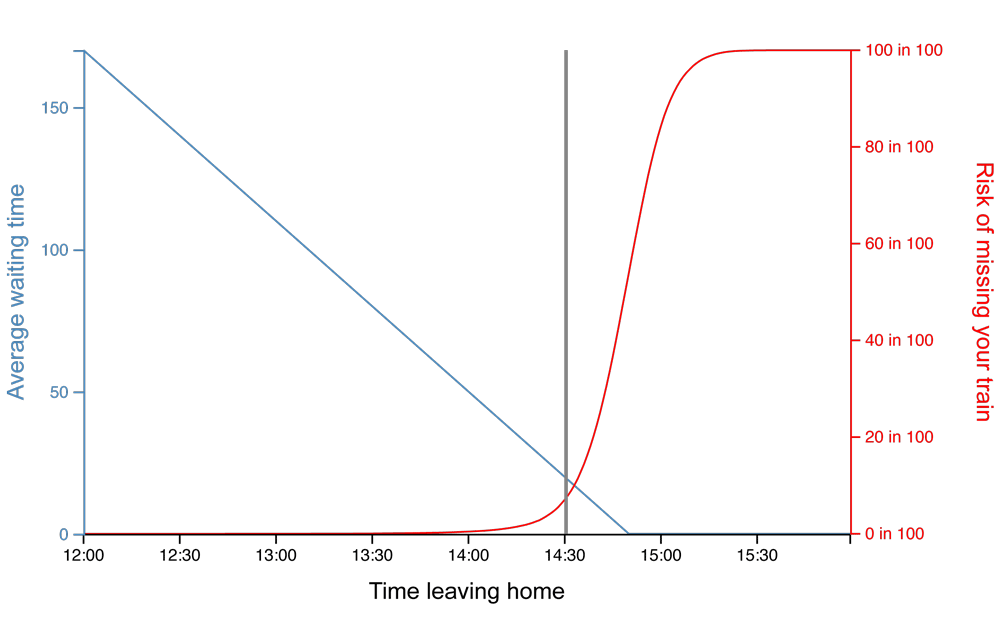 Average waiting time
150
100
50
0
100 in 100
80 in 100
60 in 100
40 in 100
20 in 100
0 in 100
Risk of missing your train
12:00
12:30
13:00
13:30
14:00
14:30
15:00
15:30
Time leaving home